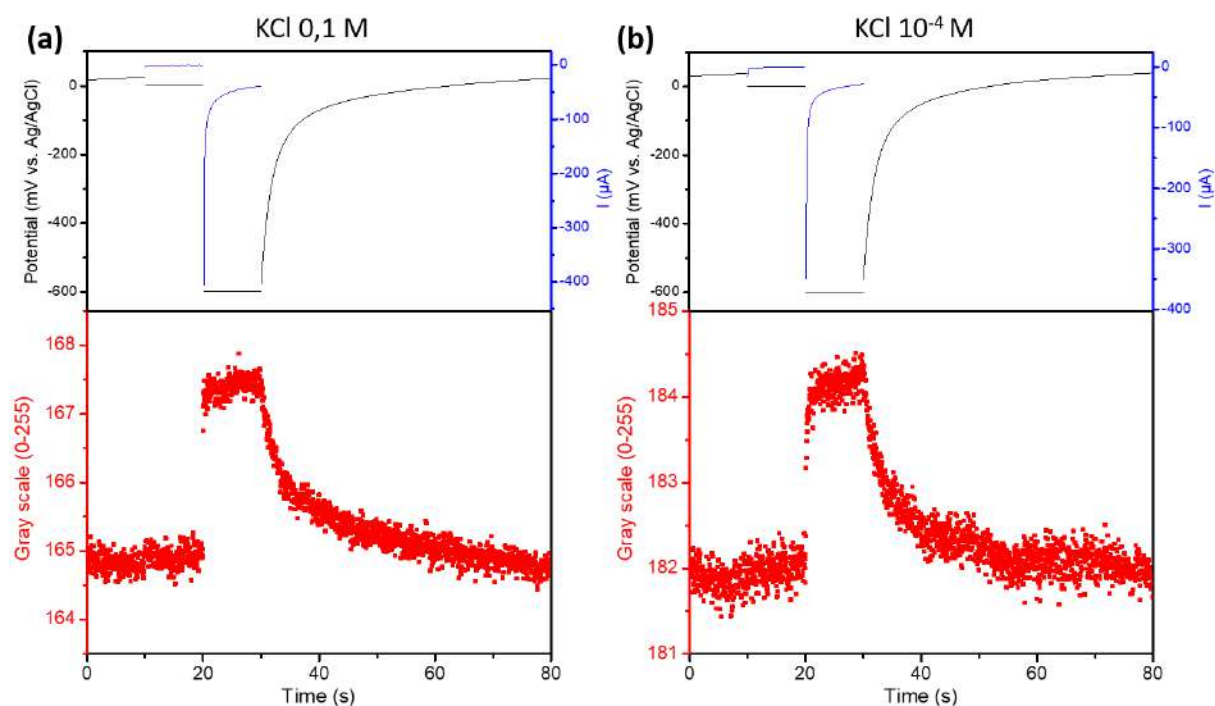 (a) KCl 0,1 M
Potential (mV vs. Ag/AgCl)
0
-200
-400
-600
0
-100
-200
-300
-400
I (µA)
Gray scale (0-255)
168
167
166
165
164
0 20 40 60 80
Time (s)
(b) KCl 10⁻⁴ M
Potential (mV vs. Ag/AgCl)
0
-200
-400
-600
0
-100
-200
-300
-400
I (µA)
Gray scale (0-255)
185
184
183
182
181
0 20 40 60 80
Time (s)